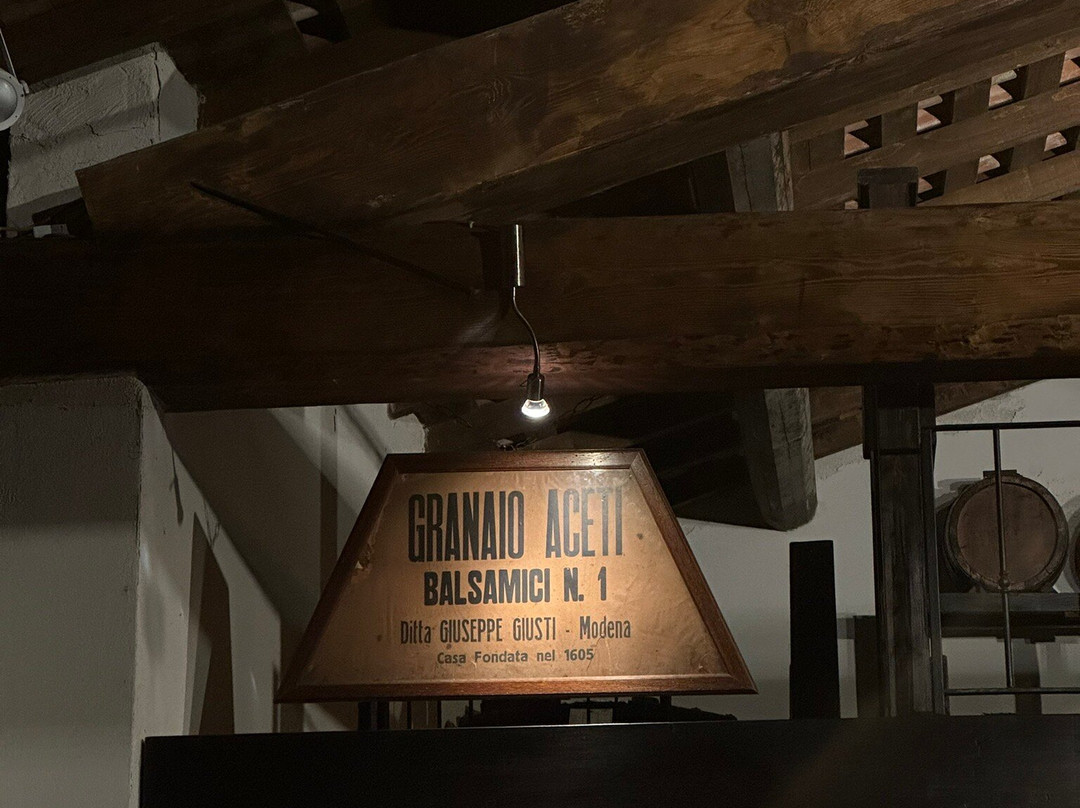 GRANAIO ACETI
BALSAMICI N. 1
Ditta GIUSEPPE GIUSTI - Modena
Casa Fondata nel 1605